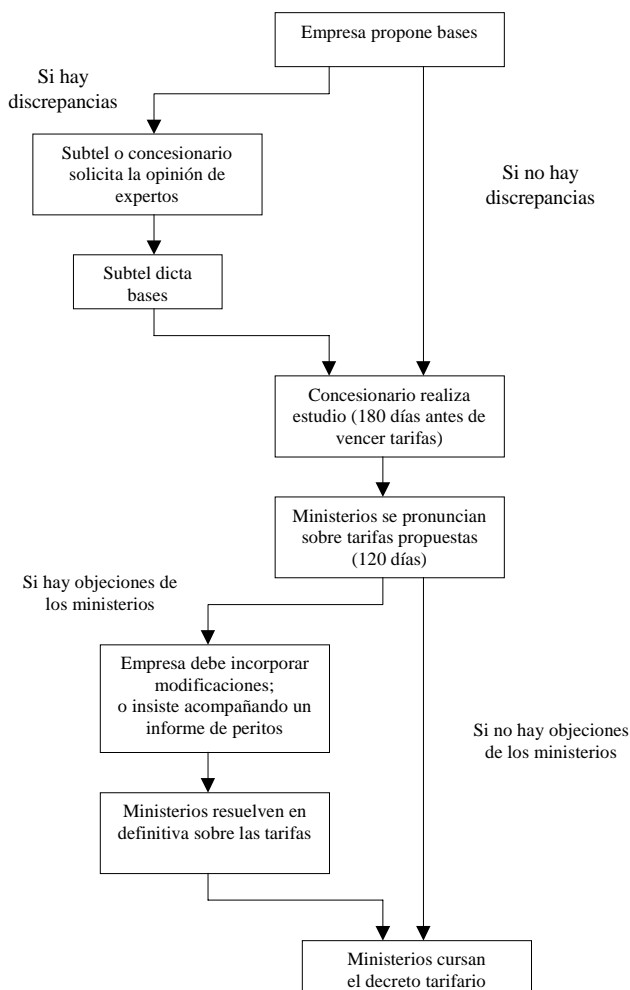 Empresa propone bases
Si hay
discrepancias
Subtel o concesionario
solicita la opinión de
expertos
Si no hay
discrepancias
Subtel dicta
bases
Concesionario realiza
estudio (180 días antes de
vencer tarifas)
Ministerios se pronuncian
sobre tarifas propuestas
(120 días)
Si hay objeciones de
los ministerios
Empresa debe incorporar
modificaciones;
o insiste acompañando un
informe de peritos
Si no hay objeciones
de los ministerios
Ministerios resuelven en
definitiva sobre las tarifas
Ministerios cursan
el decreto tarifario